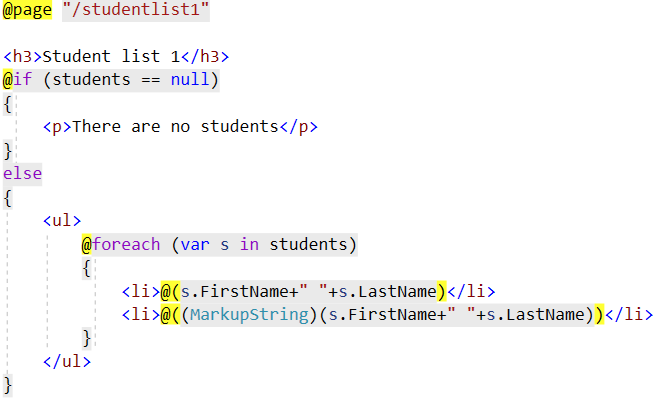 @page "/studentlist1"
<h3>Student list 1</h3>
@if (students == null)
{
<p>There are no students</p>
}
else
{
<ul>
@foreach (var s in students)
{
<li>@(s.FirstName+" "+s.LastName)</li>
<li>@((MarkupString)(s.FirstName+" "+s.LastName))</li>
}
</ul>
}